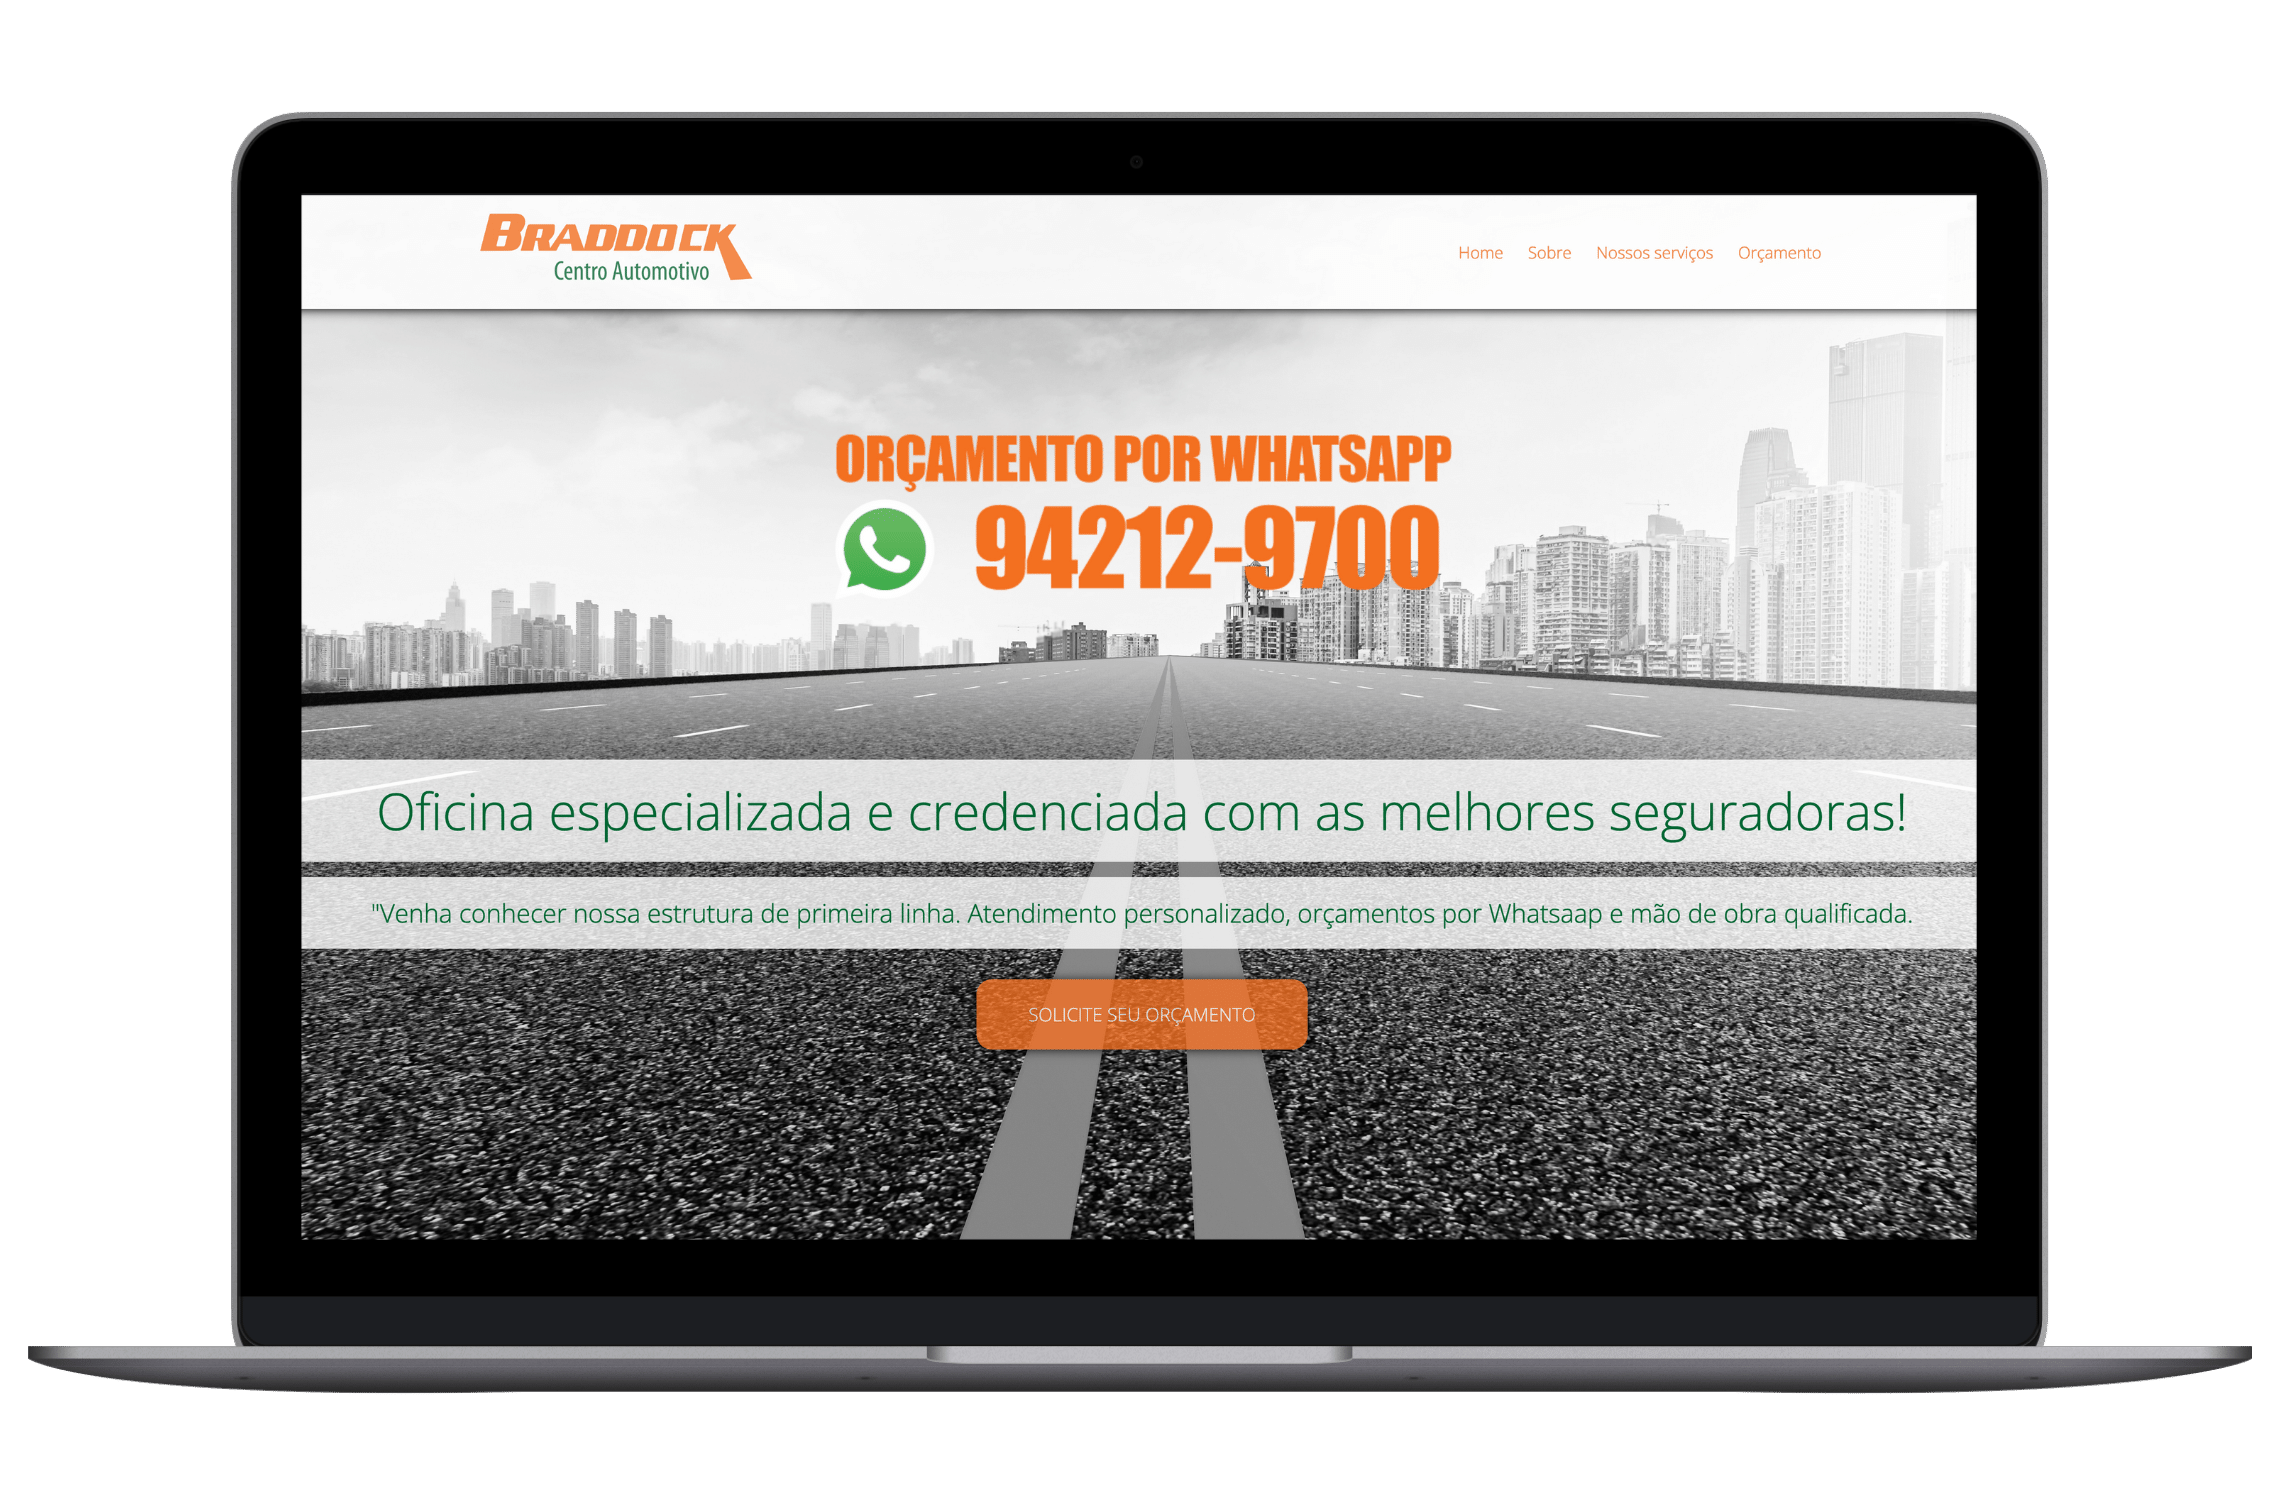 BRADDOCK
Centro Automotivo
Home Sobre Nossos serviços Orçamento
ORÇAMENTO POR WHATSAPP
94212-9700
Oficina especializada e credenciada com as melhores seguradoras!
"Venha conhecer nossa estrutura de primeira linha. Atendimento personalizado, orçamentos por Whatsaap e mão de obra qualificada.
SOLICITE SEU ORÇAMENTO